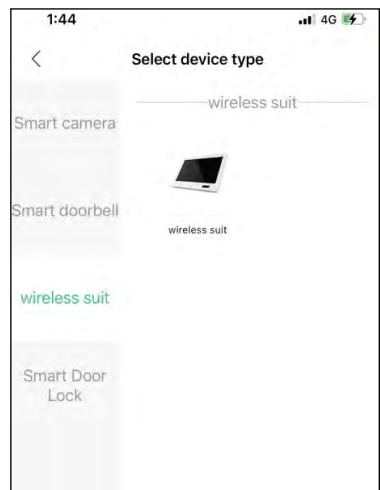 1:44
4G
Select device type
wireless suit
Smart camera
Smart doorbell
wireless suit
wireless suit
Smart Door
Lock